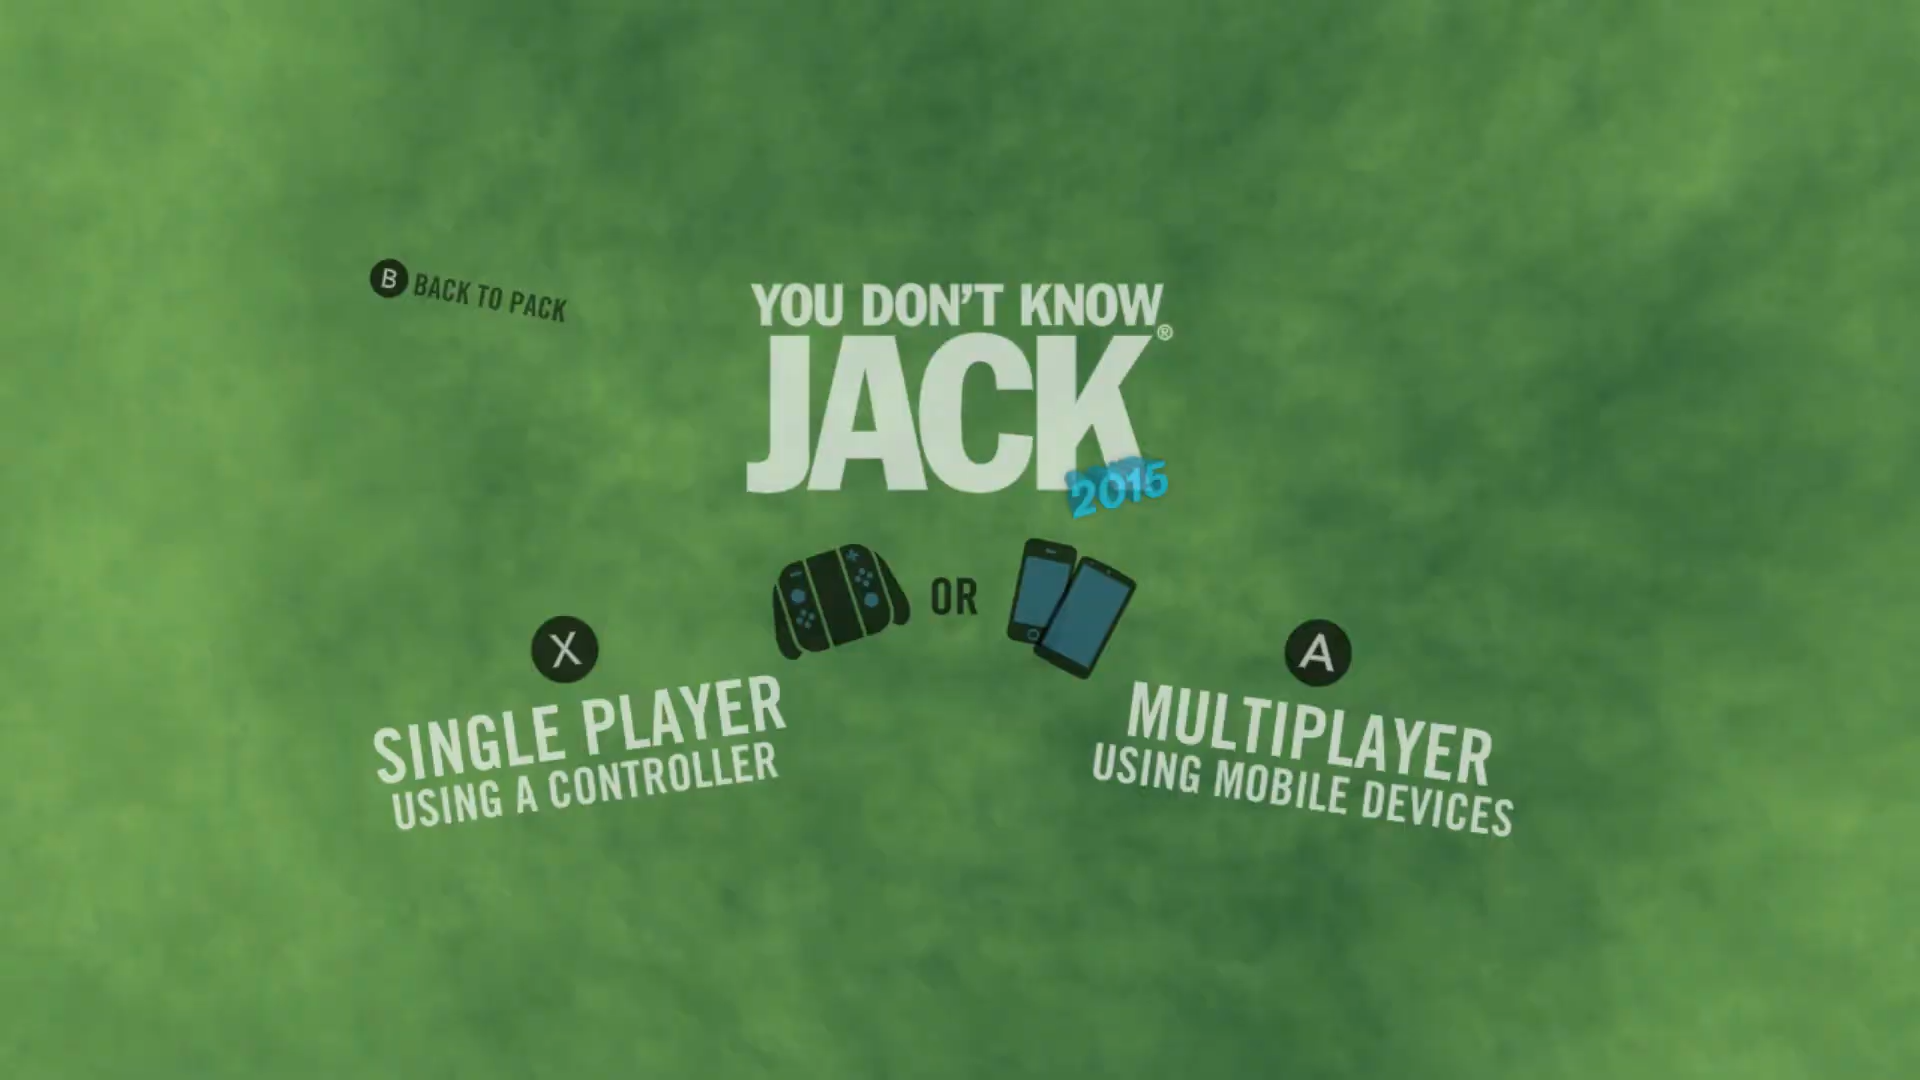 B BACK TO PACK
YOU DON'T KNOW
JACK®
2015
OR
X
SINGLE PLAYER
USING A CONTROLLER
A
MULTIPLAYER
USING MOBILE DEVICES